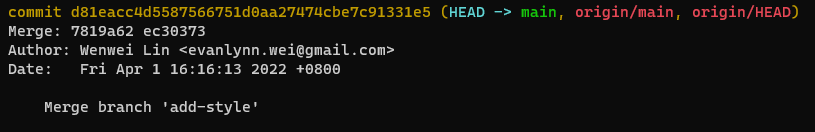 commit d81eacc4d5587566751d0aa27474cbe7c91331e5 (HEAD -> main, origin/main, origin/HEAD)
Merge: 7819a62 ec30373
Author: Wenwei Lin <evanlynn.wei@gmail.com>
Date:   Fri Apr 1 16:16:13 2022 +0800
    Merge branch 'add-style'